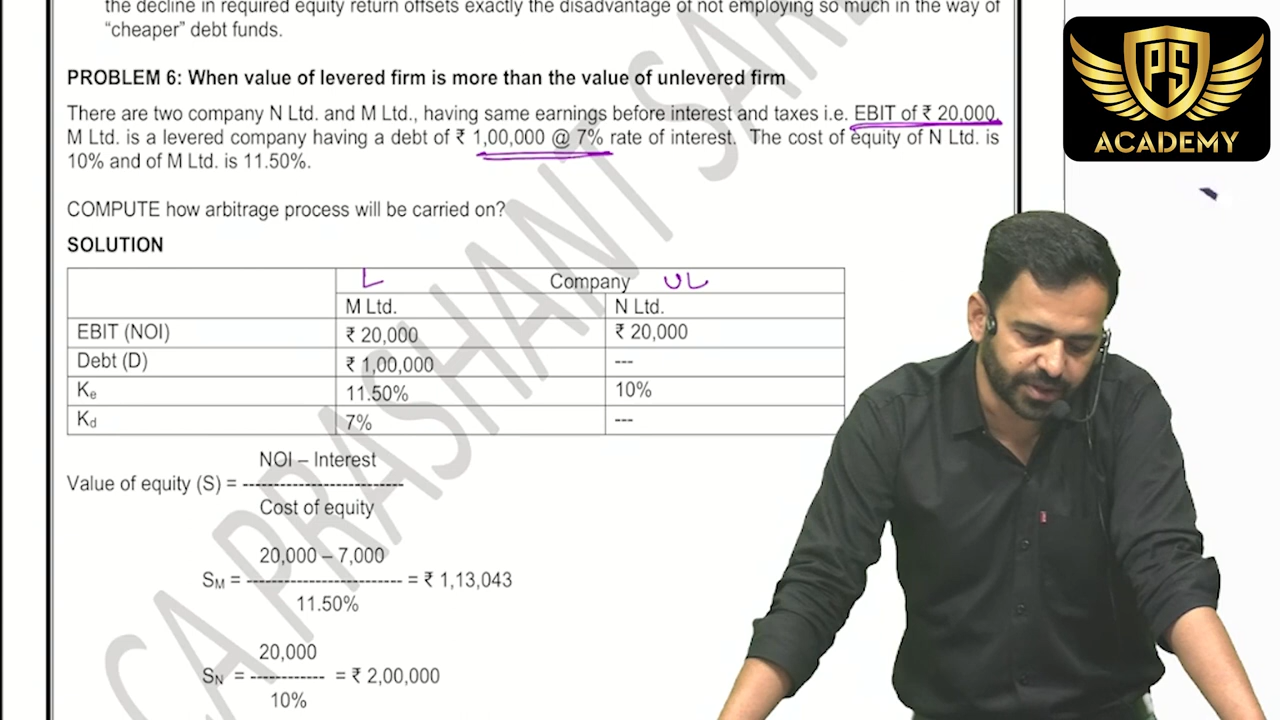 the decline in required equity return offsets exactly the disadvantage of not employing so much in the way of
“cheaper” debt funds.
PROBLEM 6: When value of levered firm is more than the value of unlevered firm
There are two company N Ltd. and M Ltd., having same earnings before interest and taxes i.e. EBIT of ₹ 20,000.
M Ltd. is a levered company having a debt of ₹ 1,00,000 @ 7% rate of interest. The cost of equity of N Ltd. is
10% and of M Ltd. is 11.50%.
COMPUTE how arbitrage process will be carried on?
SOLUTION
L Company UL
M Ltd. N Ltd.
EBIT (NOI) ₹ 20,000 ₹ 20,000
Debt (D) ₹ 1,00,000 ---
Ke 11.50% 10%
Kd 7% ---
NOI – Interest
Value of equity (S) = --------------------------
Cost of equity
20,000 – 7,000
SM = -------------------------- = ₹ 1,13,043
11.50%
20,000
SN = ------------ = ₹ 2,00,000
10%
CA PRASHANT SARDA
PS
ACADEMY